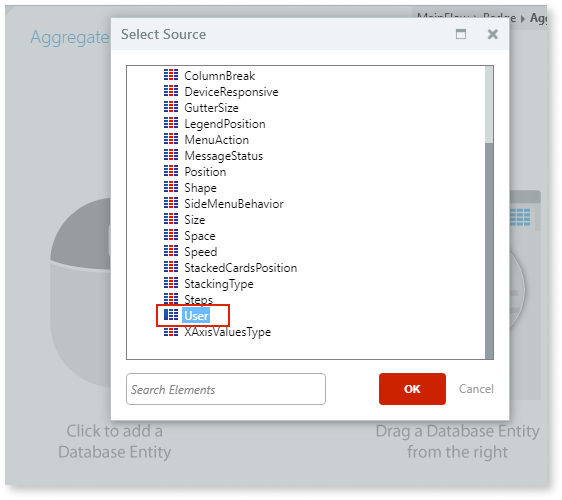 MainFlow ▸ Badge ▸ Agg
Aggregate
Select Source
ColumnBreak
DeviceResponsive
GutterSize
LegendPosition
MenuAction
MessageStatus
Position
Shape
SideMenuBehavior
Size
Space
Speed
StackedCardsPosition
StackingType
Steps
User
XAxisValuesType
Search Elements
OK
Cancel
Click to add a
Database Entity
Drag a Database Entity
from the right